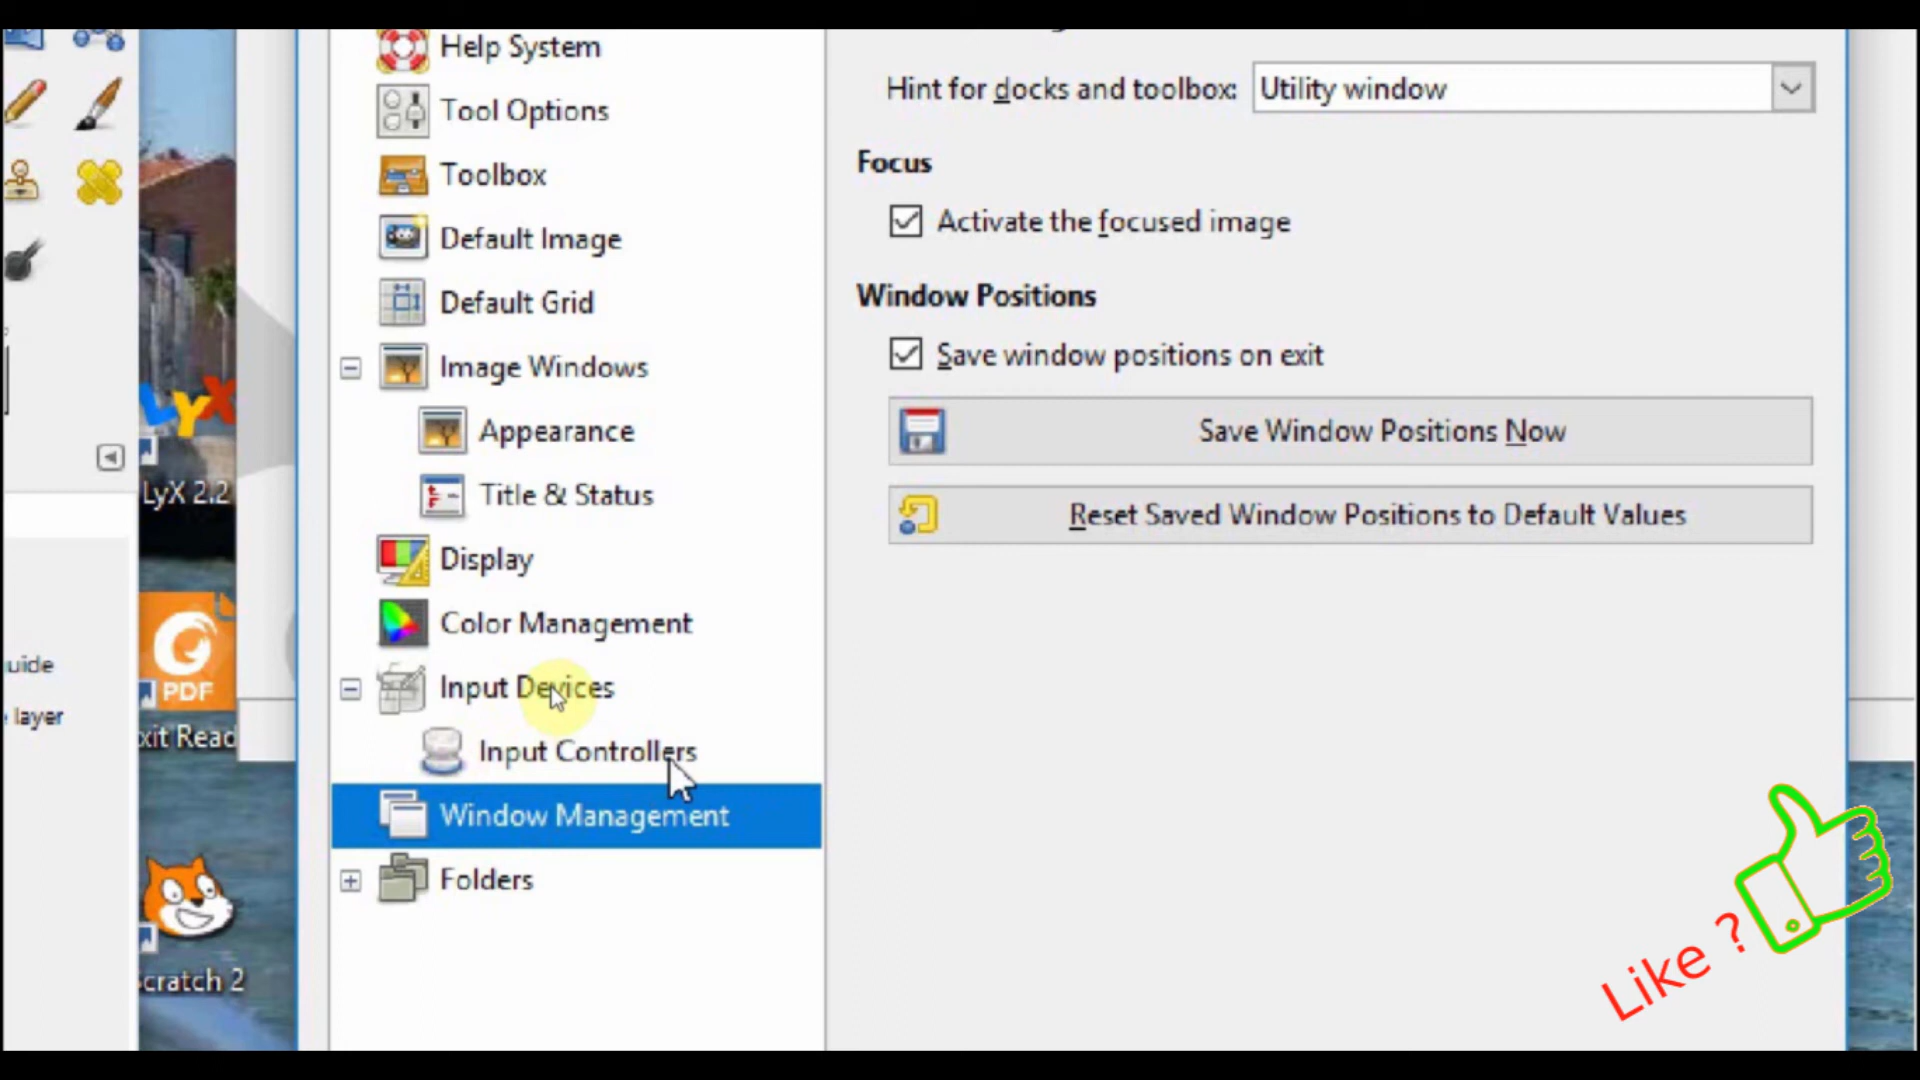 Help System
Tool Options
Toolbox
Default Image
Default Grid
Image Windows
Appearance
Title & Status
Display
Color Management
Input Devices
Input Controllers
Window Management
Folders
Hint for docks and toolbox: Utility window
Focus
Activate the focused image
Window Positions
Save window positions on exit
Save Window Positions Now
Reset Saved Window Positions to Default Values
LyX
LyX 2.2
PDF
xit Read
uide
layer
cratch 2
Like ?